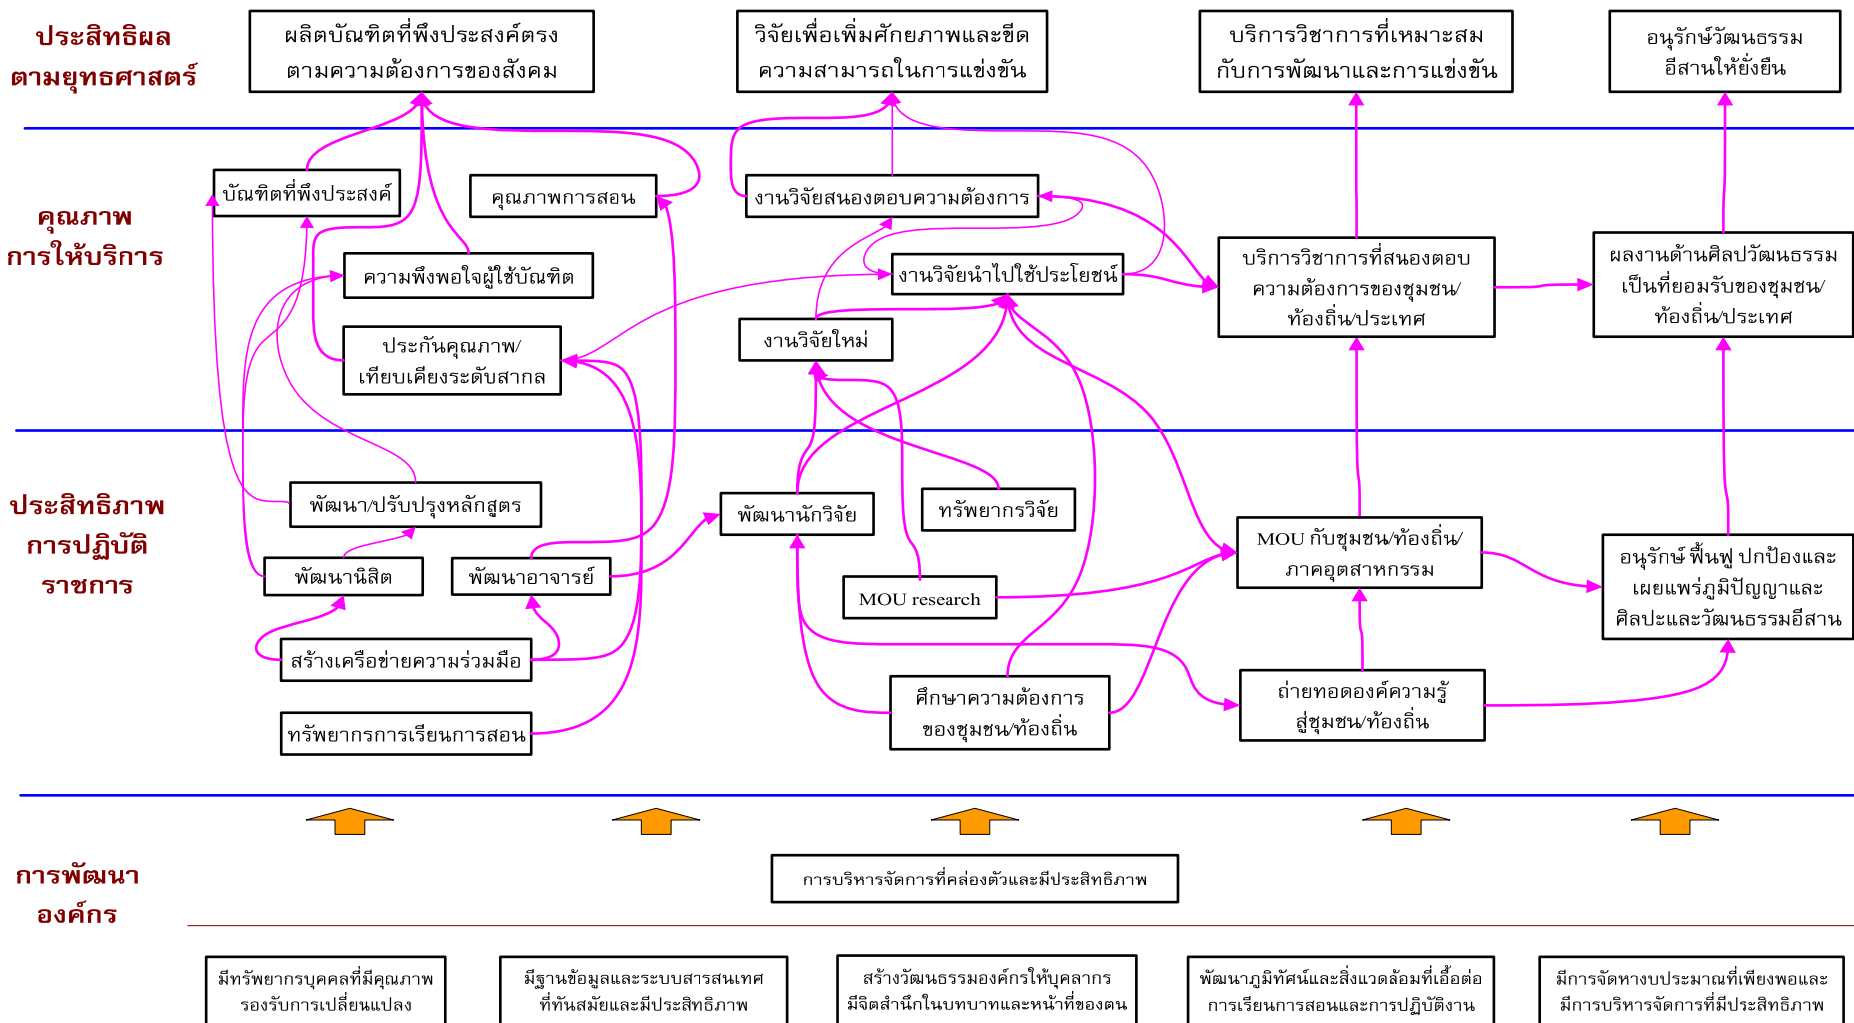 ประสิทธิผล
ตามยุทธศาสตร์
ผลิตบัณฑิตที่พึงประสงค์ตรง
ตามความต้องการของสังคม
วิจัยเพื่อเพิ่มศักยภาพและขีด
ความสามารถในการแข่งขัน
บริการวิชาการที่เหมาะสม
กับการพัฒนาและการแข่งขัน
อนุรักษ์วัฒนธรรม
อีสานให้ยั่งยืน
คุณภาพ
การให้บริการ
บัณฑิตที่พึงประสงค์
คุณภาพการสอน
ความพึงพอใจผู้ใช้บัณฑิต
ประกันคุณภาพ/
เทียบเคียงระดับสากล
งานวิจัยสนองตอบความต้องการ
งานวิจัยนำไปใช้ประโยชน์
งานวิจัยใหม่
บริการวิชาการที่สนองตอบ
ความต้องการของชุมชน/
ท้องถิ่น/ประเทศ
ผลงานด้านศิลปวัฒนธรรม
เป็นที่ยอมรับของชุมชน/
ท้องถิ่น/ประเทศ
ประสิทธิภาพ
การปฏิบัติ
ราชการ
พัฒนา/ปรับปรุงหลักสูตร
พัฒนานิสิต
พัฒนาอาจารย์
สร้างเครือข่ายความร่วมมือ
ทรัพยากรการเรียนการสอน
พัฒนานักวิจัย
ทรัพยากรวิจัย
MOU research
ศึกษาความต้องการ
ของชุมชน/ท้องถิ่น
MOU กับชุมชน/ท้องถิ่น/
ภาคอุตสาหกรรม
ถ่ายทอดองค์ความรู้
สู่ชุมชน/ท้องถิ่น
อนุรักษ์ ฟื้นฟู ปกป้องและ
เผยแพร่ภูมิปัญญาและ
ศิลปะและวัฒนธรรมอีสาน
การพัฒนา
องค์กร
การบริหารจัดการที่คล่องตัวและมีประสิทธิภาพ
มีทรัพยากรบุคคลที่มีคุณภาพ
รองรับการเปลี่ยนแปลง
มีฐานข้อมูลและระบบสารสนเทศ
ที่ทันสมัยและมีประสิทธิภาพ
สร้างวัฒนธรรมองค์กรให้บุคลากร
มีจิตสำนึกในบทบาทและหน้าที่ของตน
พัฒนาภูมิทัศน์และสิ่งแวดล้อมที่เอื้อต่อ
การเรียนการสอนและการปฏิบัติงาน
มีการจัดหางบประมาณที่เพียงพอและ
มีการบริหารจัดการที่มีประสิทธิภาพ